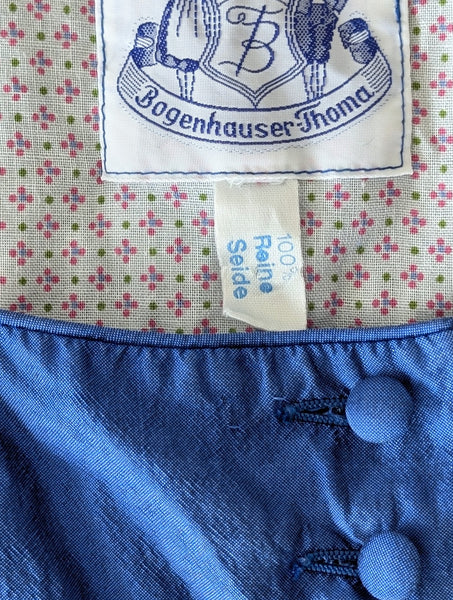 B
Bogenhauser Thoma
100%
Reine
Seide